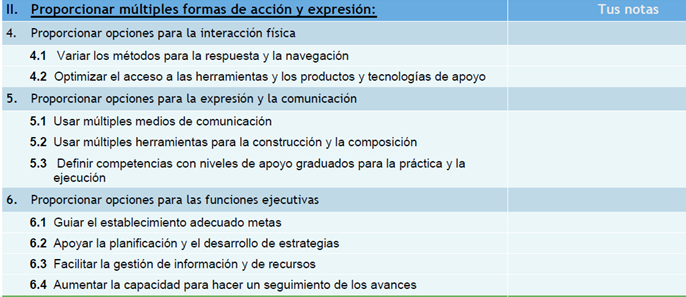 II. Proporcionar múltiples formas de acción y expresión: Tus notas
4. Proporcionar opciones para la interacción física
4.1 Variar los métodos para la respuesta y la navegación
4.2 Optimizar el acceso a las herramientas y los productos y tecnologías de apoyo
5. Proporcionar opciones para la expresión y la comunicación
5.1 Usar múltiples medios de comunicación
5.2 Usar múltiples herramientas para la construcción y la composición
5.3 Definir competencias con niveles de apoyo graduados para la práctica y la
ejecución
6. Proporcionar opciones para las funciones ejecutivas
6.1 Guiar el establecimiento adecuado metas
6.2 Apoyar la planificación y el desarrollo de estrategias
6.3 Facilitar la gestión de información y de recursos
6.4 Aumentar la capacidad para hacer un seguimiento de los avances